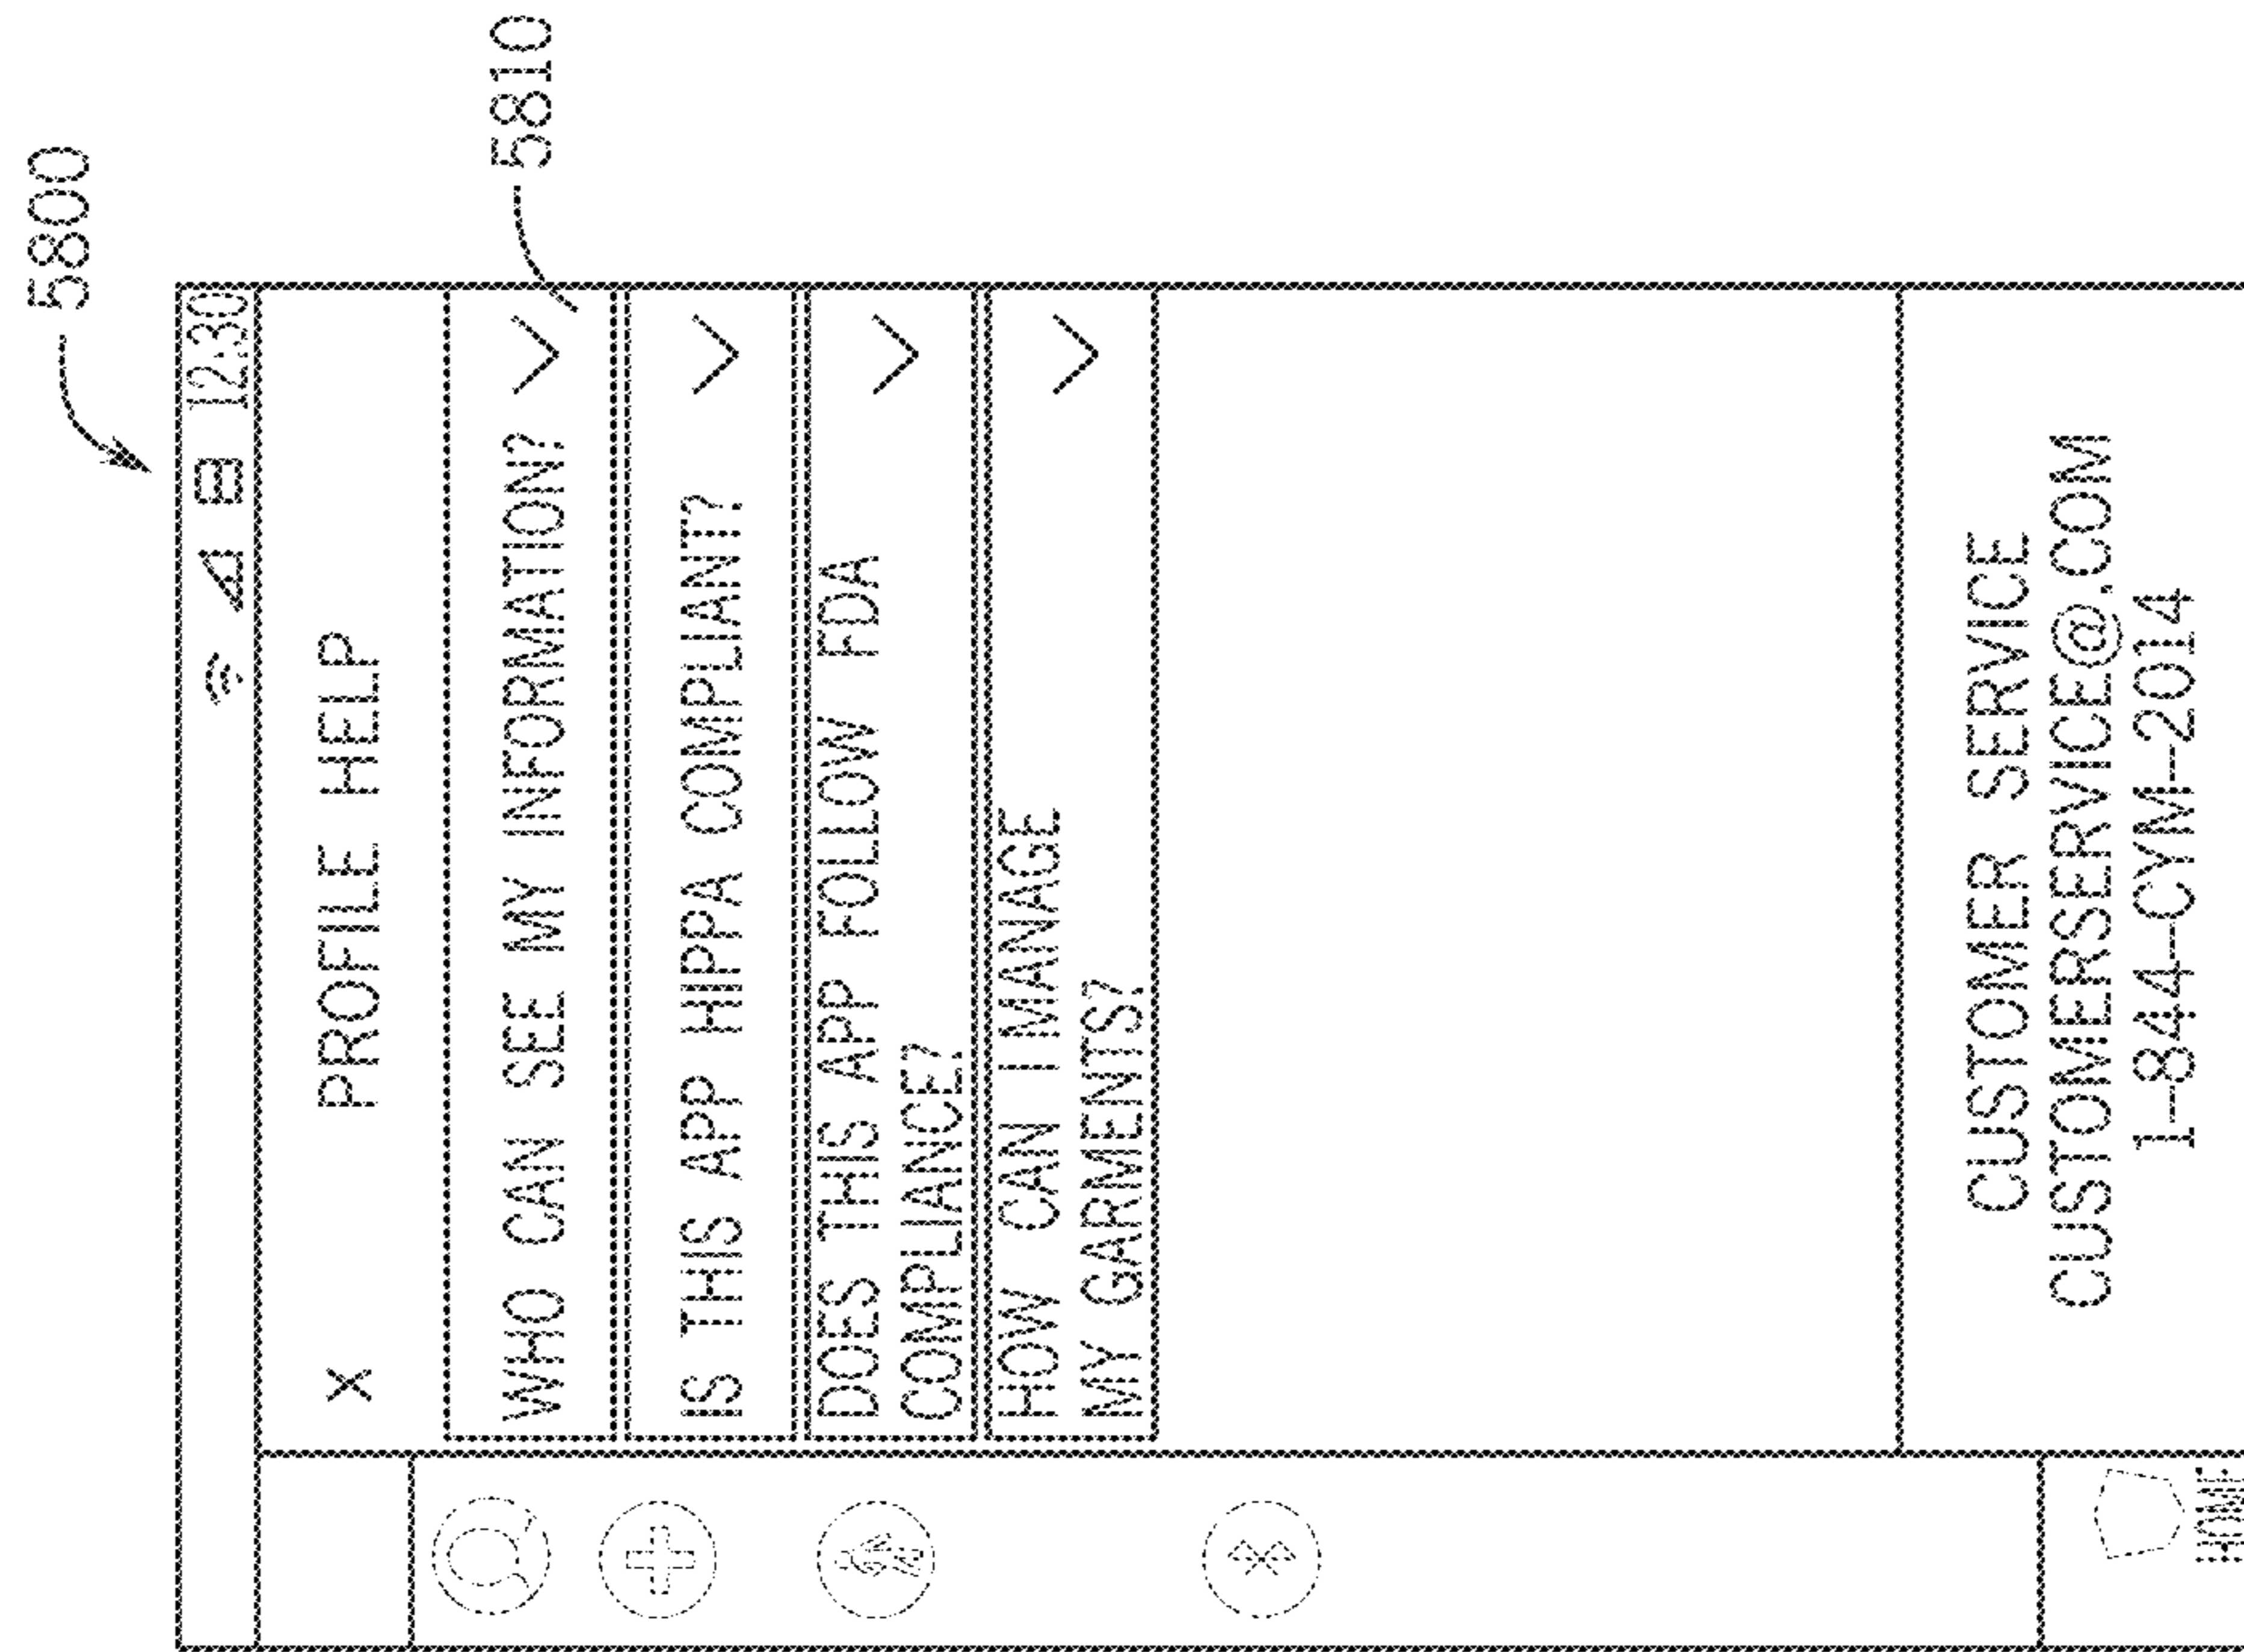 5800
12:30
5810
X PROFILE HELP
WHO CAN SEE MY INFORMATION?
IS THIS APP HIPPA COMPLIANT?
DOES THIS APP FOLLOW FDA
COMPLIANCE?
HOW CAN I MANAGE
MY GARMENTS?
CUSTOMER SERVICE
CUSTOMERSERVICE@.COM
1-844-CYM-2014
HOME